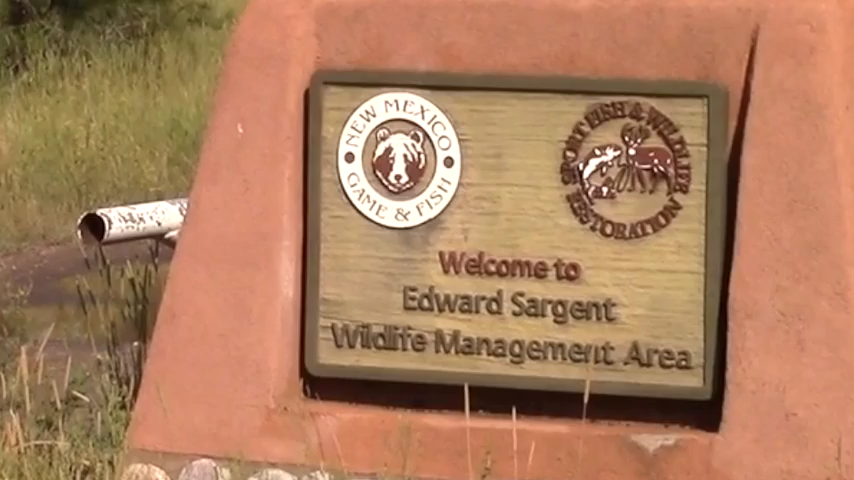 NEW MEXICO
GAME & FISH
SPORT FISH & WILDLIFE
RESTORATION
Welcome to
Edward Sargent
Wildlife Management Area